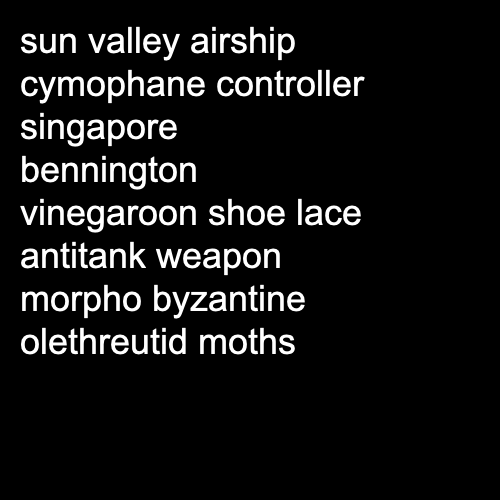 sun valley airship
cymophane controller
singapore
bennington
vinegaroon shoe lace
antitank weapon
morpho byzantine
olethreutid moths